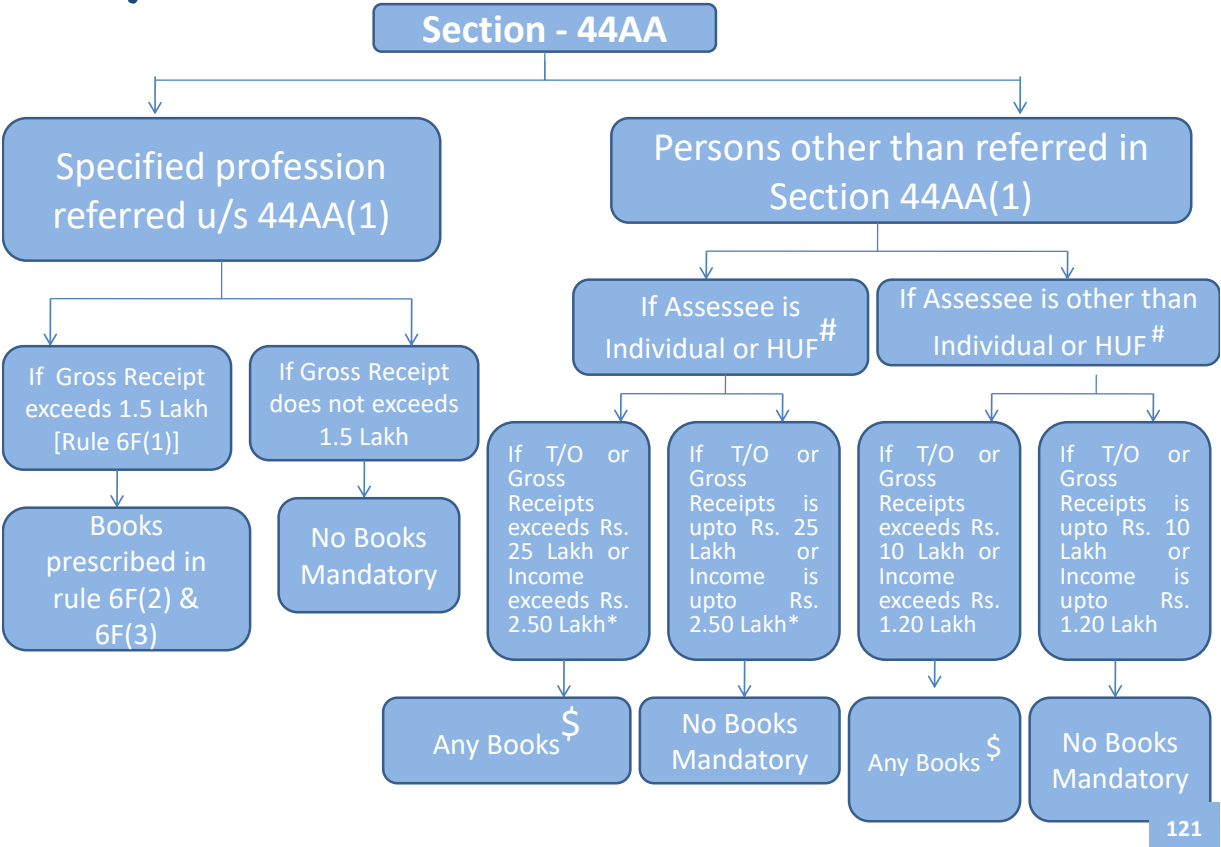 Section - 44AA
Specified profession
referred u/s 44AA(1)
Persons other than referred in
Section 44AA(1)
If Gross Receipt
exceeds 1.5 Lakh
[Rule 6F(1)]
If Gross Receipt
does not exceeds
1.5 Lakh
If Assessee is
Individual or HUF#
If Assessee is other than
Individual or HUF #
Books
prescribed in
rule 6F(2) &
6F(3)
No Books
Mandatory
If T/O or
Gross
Receipts
exceeds Rs.
25 Lakh or
Income
exceeds Rs.
2.50 Lakh*
If T/O or
Gross
Receipts is
upto Rs. 25
Lakh or
Income is
upto Rs.
2.50 Lakh*
If T/O or
Gross
Receipts
exceeds Rs.
10 Lakh or
Income
exceeds Rs.
1.20 Lakh
If T/O or
Gross
Receipts is
upto Rs. 10
Lakh or
Income is
upto Rs.
1.20 Lakh
Any Books $
No Books
Mandatory
Any Books $
No Books
Mandatory
121